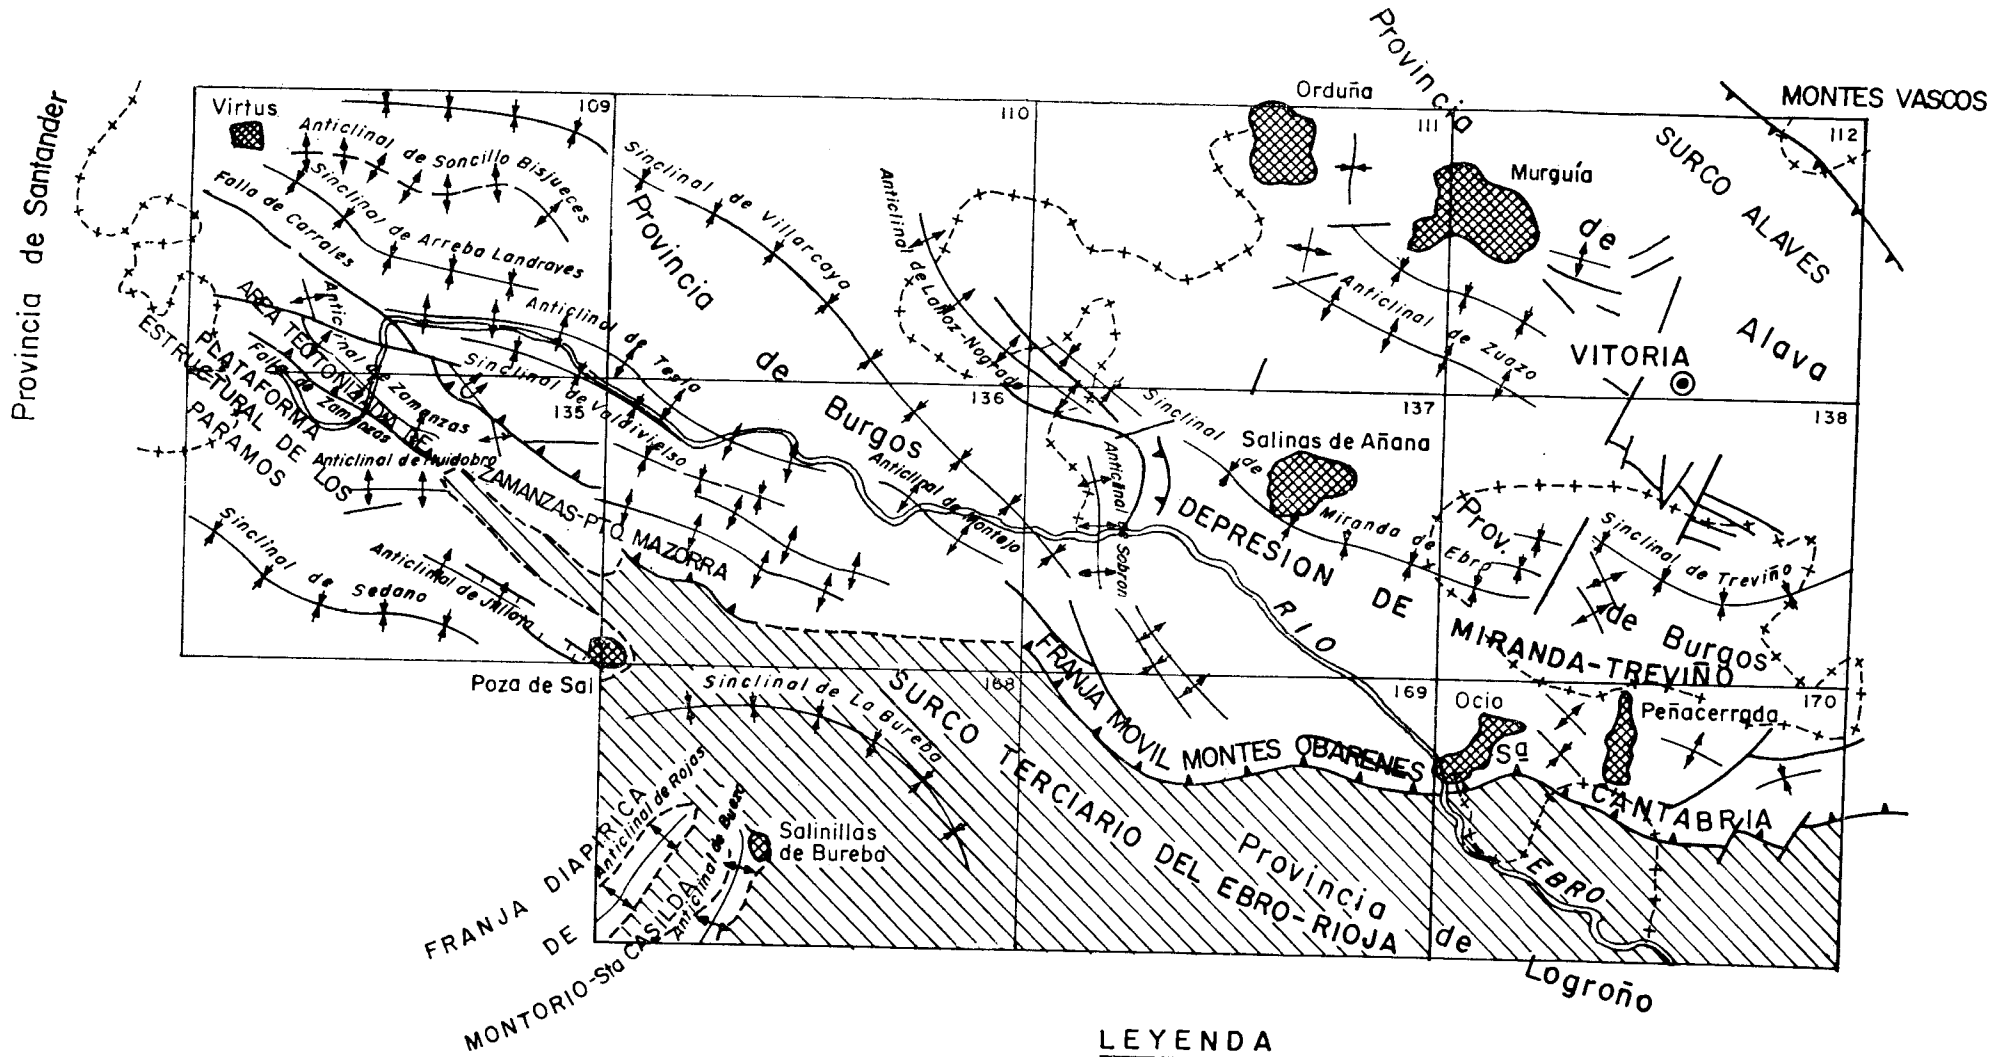 Provincia de Santander
Provincia
de
Alava
MONTES VASCOS
SURCO ALAVES
Virtus
109
110
111
112
Orduña
Murguía
VITORIA
Anticlinal de Soncillo Bisjueces
Sinclinal de Arreba Landraves
Falla de Carrales
Sinclinal de Villarcayo
Provincia
de
Burgos
Anticlinal de Lahoz-Nograro
Anticlinal de Zuazo
Anticlinal de Tesla
AREA TECTONIZADA DE
ZAMANZAS-PTO. MAZORRA
Anticlinal de Zamanzas
Falla de Zamanzas
PLATAFORMA
ESTRUCTURAL DE LOS
PARAMOS
Sinclinal de Valdivielso
135
136
137
138
Anticlinal de Huidobro
Sinclinal de Sedano
Anticlinal de
Anticlinal de Montejo
Anticlinal de Sobron
Sinclinal de Miranda de Ebro
Salinas de Añana
DEPRESION DE
MIRANDA-TREVIÑO
Prov.
de Burgos
Sinclinal de Treviño
RIO
EBRO
Poza de Sal
168
169
170
Sinclinal de La Bureba
SURCO TERCIARIO DEL EBRO-RIOJA
FRANJA MOVIL MONTES OBARENES
Sª
CANTABRIA
Ocio
Peñacerrada
FRANJA DIAPIRICA
DE
MONTORIO-Sta CASILDA
Anticlinal de Rojas
Anticlinal de Bueza
Salinillas
de Bureba
Provincia
de
Logroño
LEYENDA